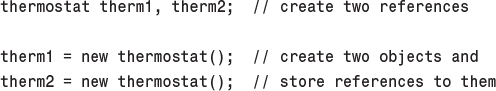 thermostat therm1, therm2;  // create two references
therm1 = new thermostat();  // create two objects and
therm2 = new thermostat();  // store references to them